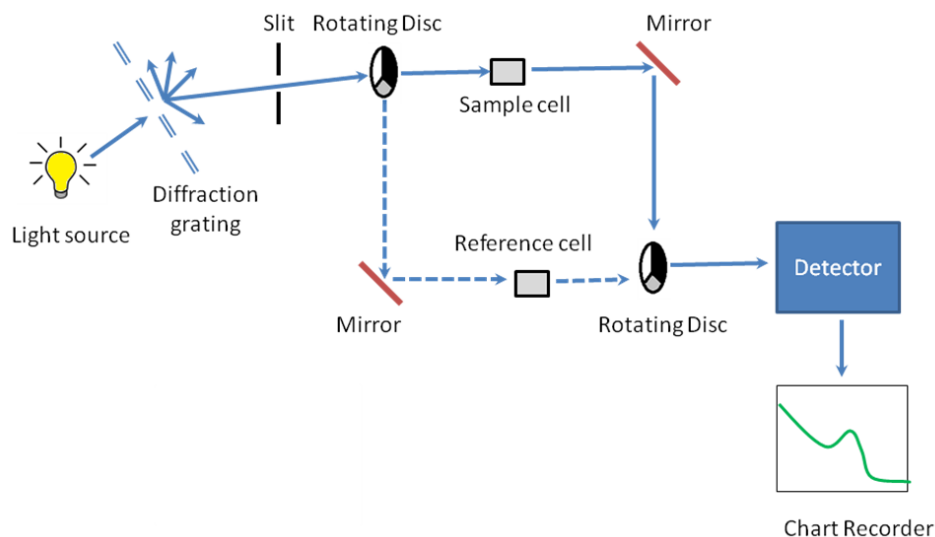 Slit
Rotating Disc
Mirror
Sample cell
Diffraction
grating
Light source
Reference cell
Detector
Mirror
Rotating Disc
Chart Recorder